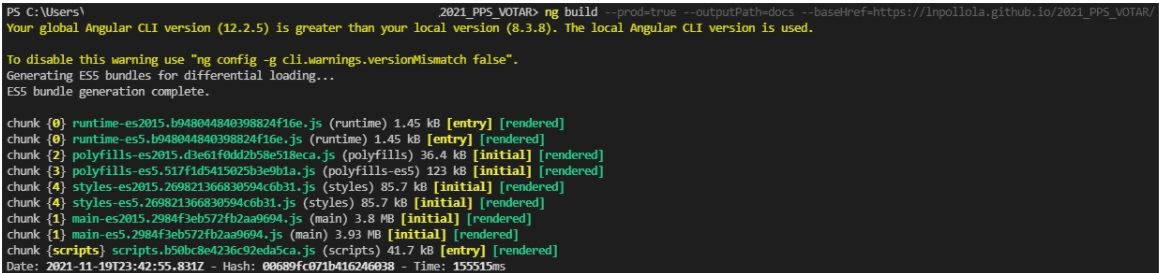 PS C:\Users\ 2021_PPS_VOTAR> ng build --prod=true --outputPath=docs --baseHref=https://lnpollola.github.io/2021_PPS_VOTAR/
Your global Angular CLI version (12.2.5) is greater than your local version (8.3.8). The local Angular CLI version is used.
To disable this warning use "ng config -g cli.warnings.versionMismatch false".
Generating ES5 bundles for differential loading...
ES5 bundle generation complete.
chunk {0} runtime-es2015.b948044840398824f16e.js (runtime) 1.45 kB [entry] [rendered]
chunk {0} runtime-es5.b948044840398824f16e.js (runtime) 1.45 kB [entry] [rendered]
chunk {2} polyfills-es2015.d3e61f0dd2b58e518eca.js (polyfills) 36.4 kB [initial] [rendered]
chunk {3} polyfills-es5.517f1d5415025b3e9b1a.js (polyfills-es5) 123 kB [initial] [rendered]
chunk {4} styles-es2015.269821366830594c6b31.js (styles) 85.7 kB [initial] [rendered]
chunk {4} styles-es5.269821366830594c6b31.js (styles) 85.7 kB [initial] [rendered]
chunk {1} main-es2015.2984f3eb572fb2aa9694.js (main) 3.8 MB [initial] [rendered]
chunk {1} main-es5.2984f3eb572fb2aa9694.js (main) 3.93 MB [initial] [rendered]
chunk {scripts} scripts.b50bc8e4236c92eda5ca.js (scripts) 41.7 kB [entry] [rendered]
Date: 2021-11-19T23:42:55.831Z - Hash: 00689fc071b416246038 - Time: 155515ms